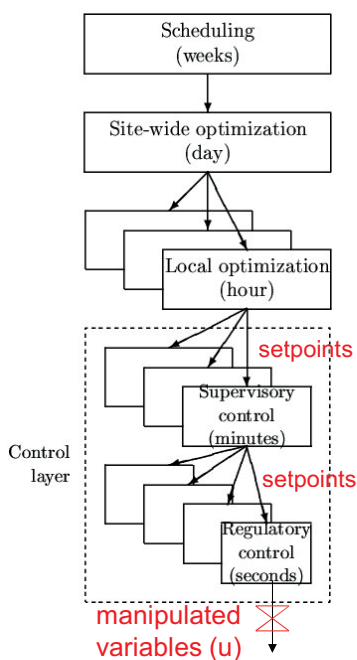 Scheduling
(weeks)
Site-wide optimization
(day)
Local optimization
(hour)
setpoints
Supervisory
control
(minutes)
Control
layer
setpoints
Regulatory
control
(seconds)
manipulated
variables (u)